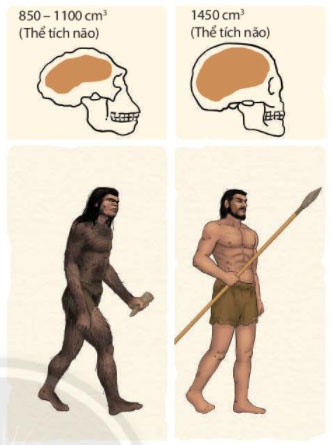 850 – 1100 cm³
(Thể tích não)
1450 cm³
(Thể tích não)